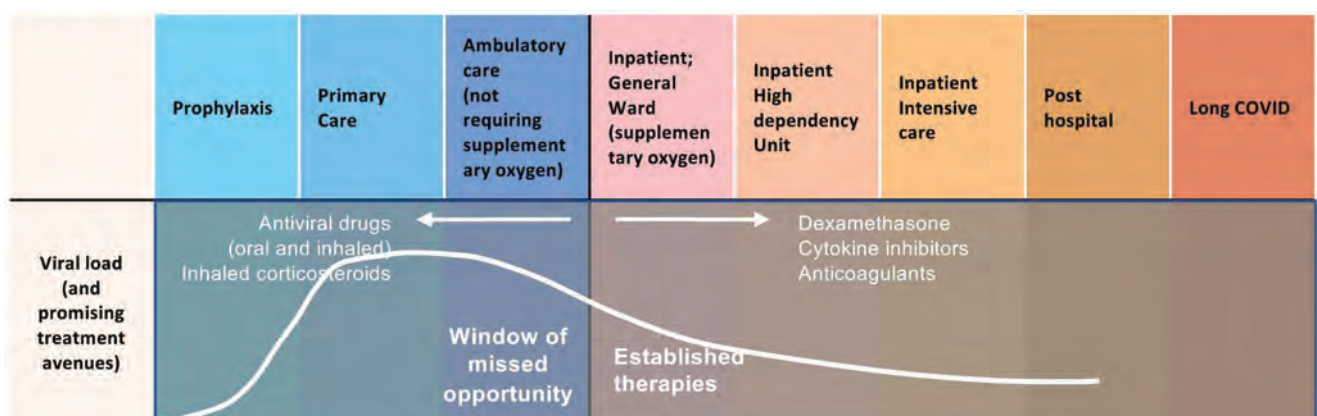 Prophylaxis
Primary
Care
Ambulatory
care
(not
requiring
supplement
ary oxygen)
Inpatient;
General
Ward
(supplemen
tary oxygen)
Inpatient
High
dependency
Unit
Inpatient
Intensive
care
Post
hospital
Long COVID
Viral load
(and
promising
treatment
avenues)
Antiviral drugs
(oral and inhaled)
Inhaled corticosteroids
Window of
missed
opportunity
Dexamethasone
Cytokine inhibitors
Anticoagulants
Established
therapies